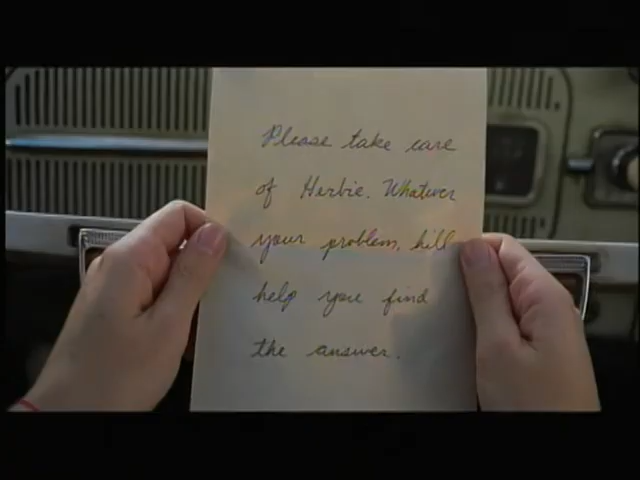 Please take care
of Herbie. Whatever
your problem, he'll
help you find
the answer.